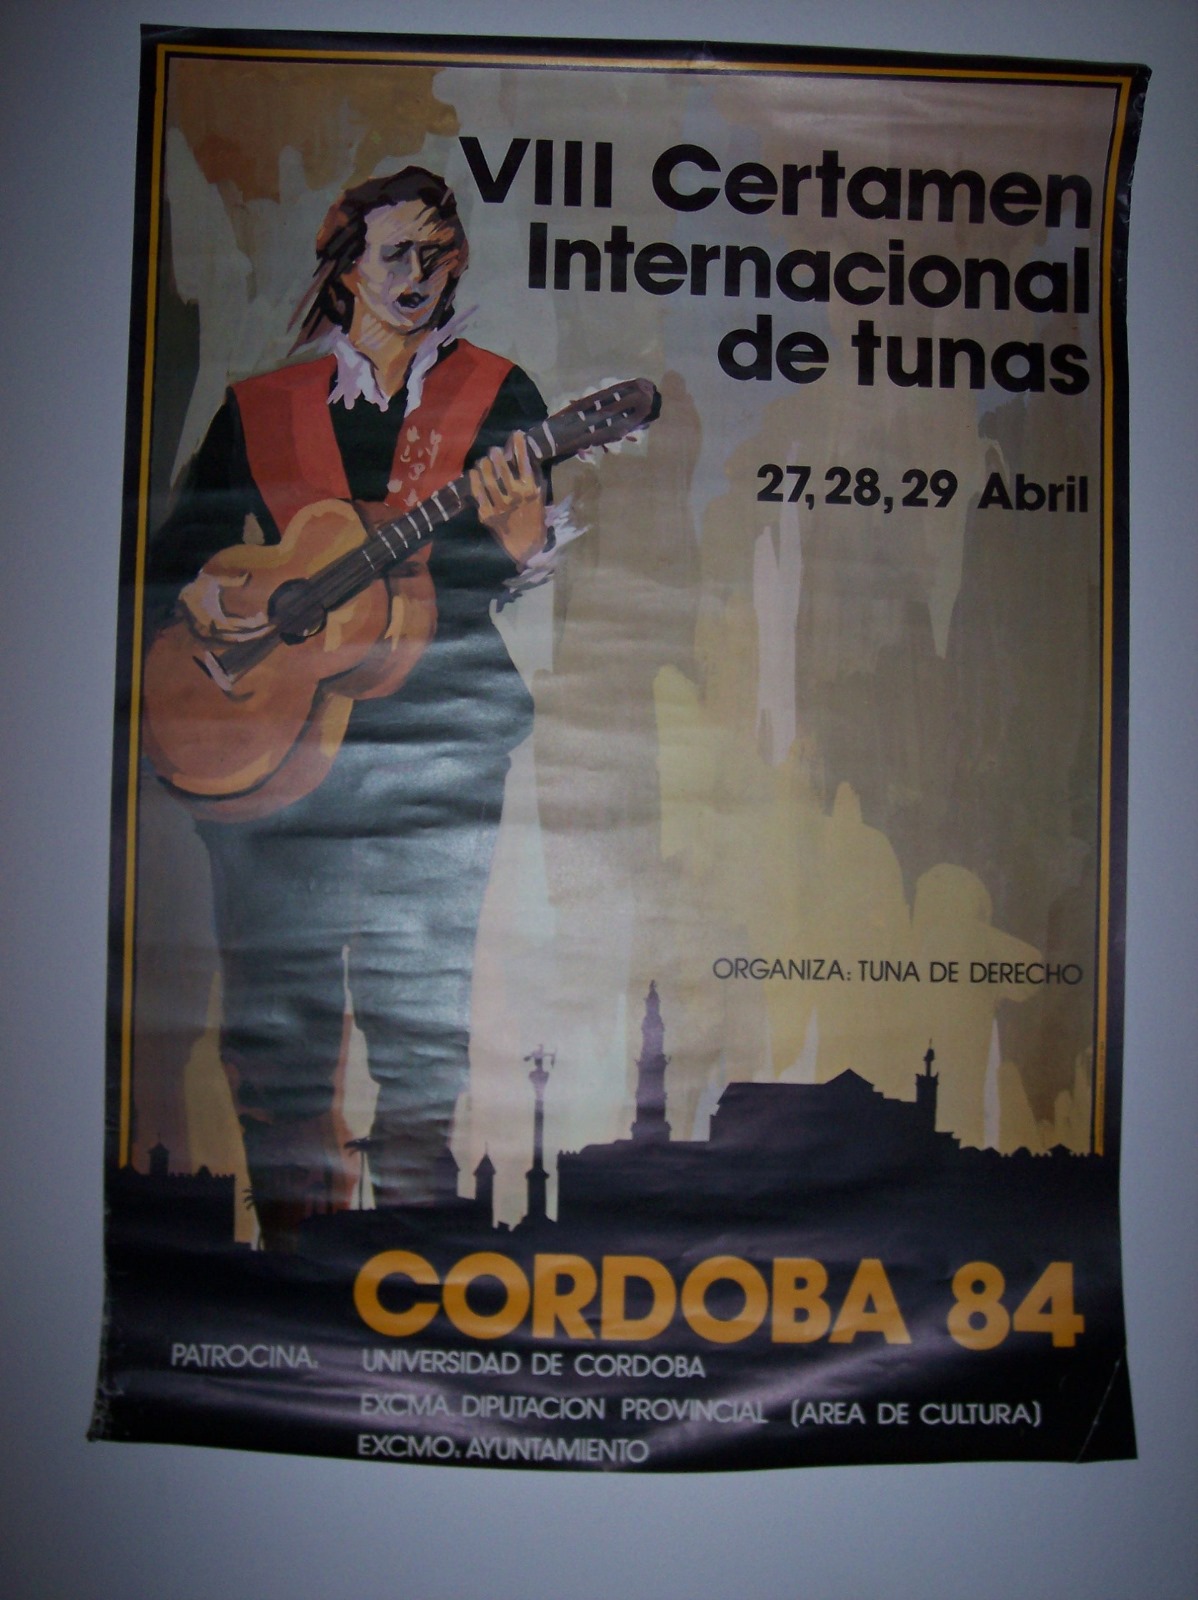 VIII Certamen
Internacional
de tunas
27, 28, 29 Abril
ORGANIZA: TUNA DE DERECHO
CORDOBA 84
PATROCINA: UNIVERSIDAD DE CORDOBA
EXCMA. DIPUTACION PROVINCIAL (AREA DE CULTURA)
EXCMO. AYUNTAMIENTO